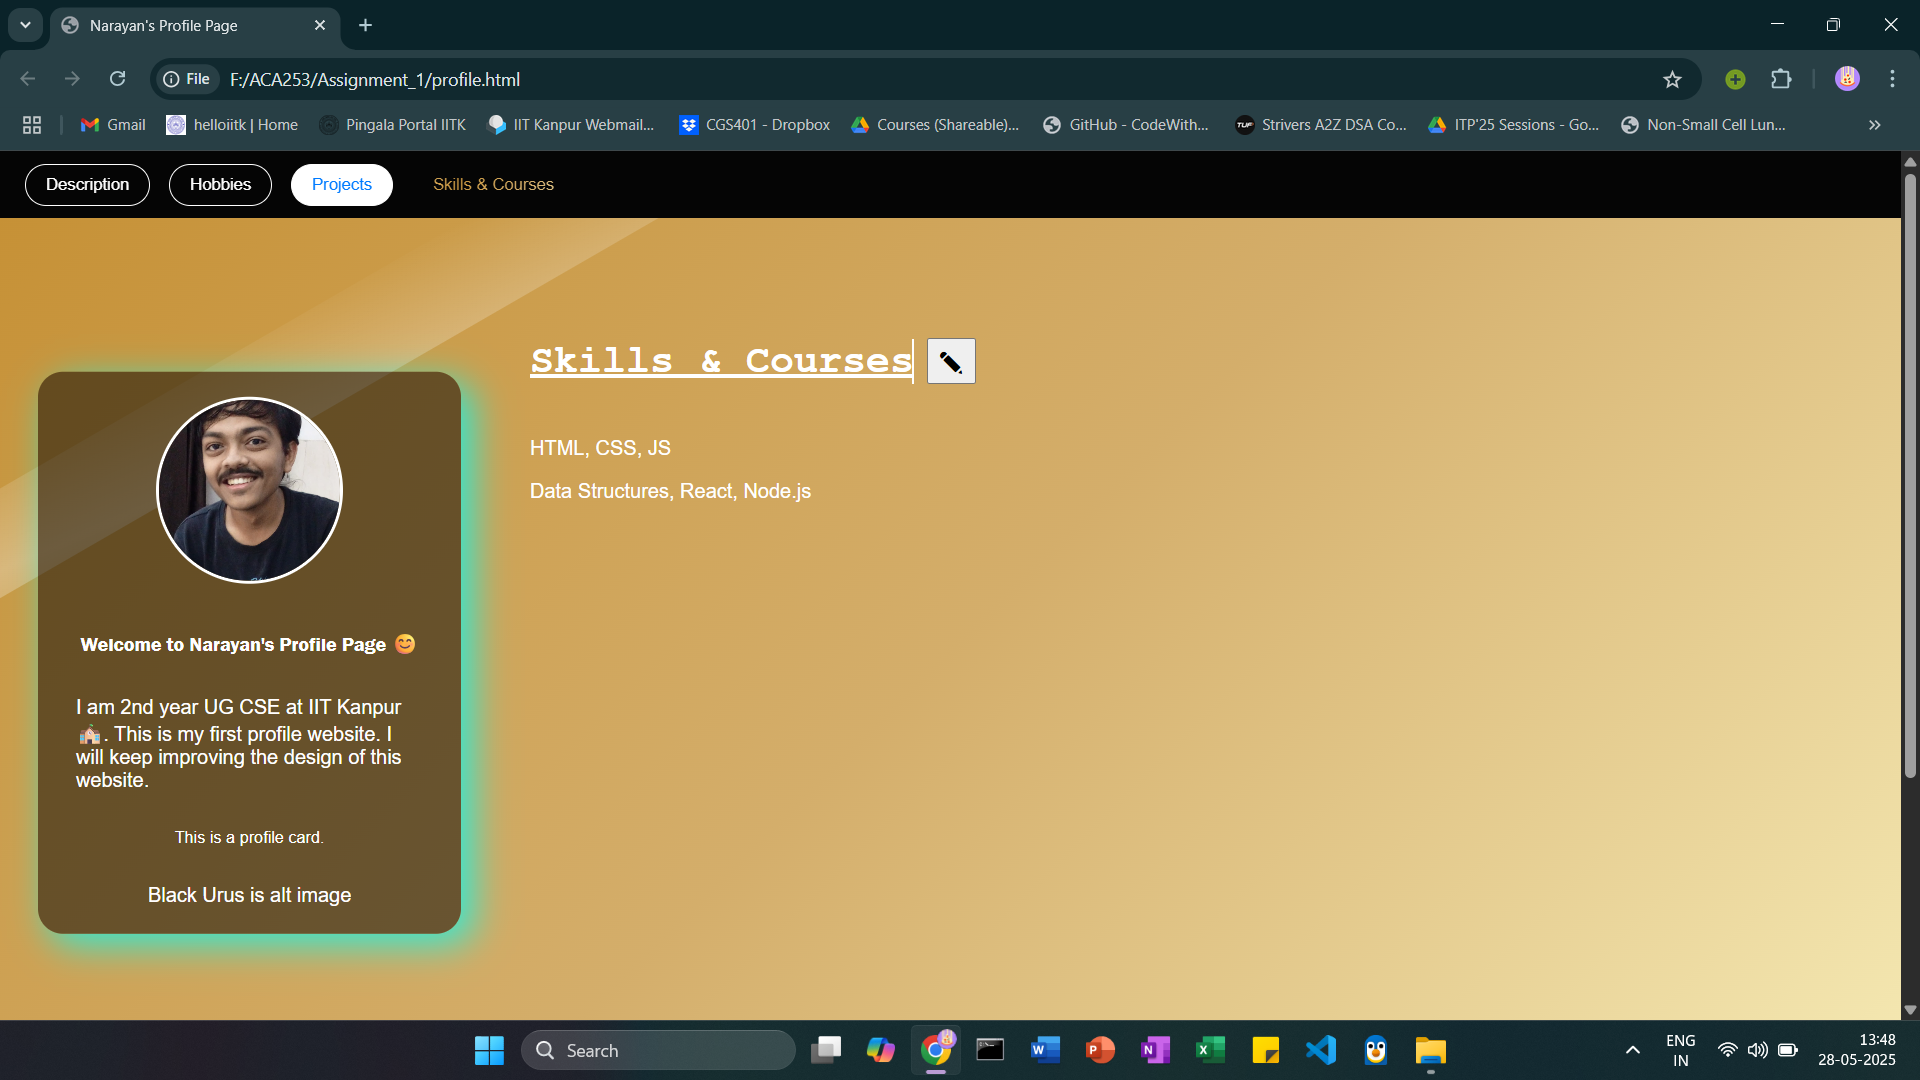 Narayan's Profile Page
File F:/ACA253/Assignment_1/profile.html
Gmail helloiitk | Home Pingala Portal IITK IIT Kanpur Webmail... CGS401 - Dropbox Courses (Shareable)... GitHub - CodeWith... TUF Strivers A2Z DSA Co... ITP'25 Sessions - Go... Non-Small Cell Lun...
Description Hobbies Projects Skills & Courses
Skills & Courses
HTML, CSS, JS
Data Structures, React, Node.js
Welcome to Narayan's Profile Page 😊
I am 2nd year UG CSE at IIT Kanpur
🏫. This is my first profile website. I
will keep improving the design of this
website.
This is a profile card.
Black Urus is alt image
Search
ENG
IN
13:48
28-05-2025